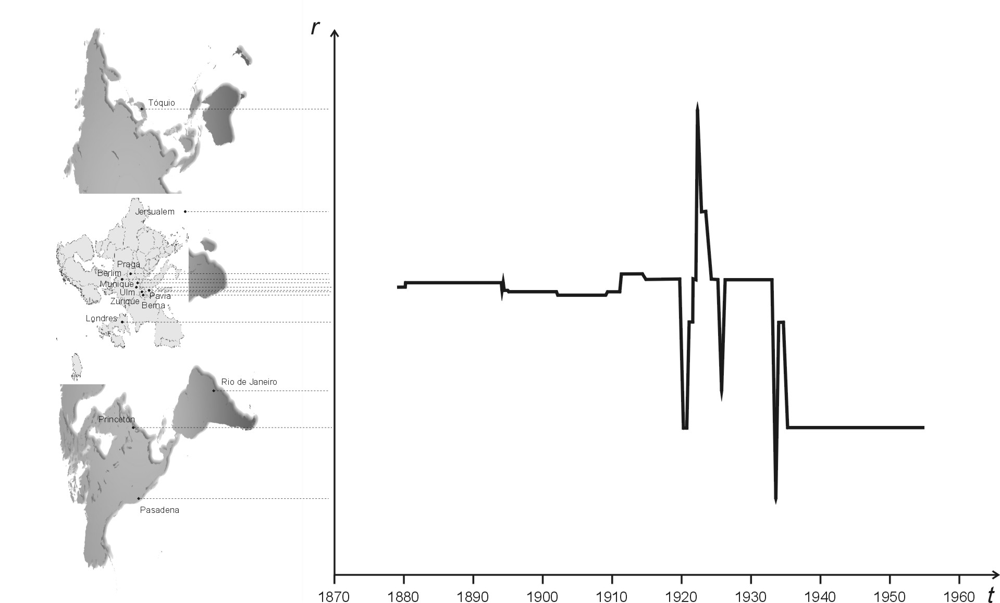 r
Tóquio
Jersualem
Praga
Berlim
Munique
Ulm
Pavia
Zurique
Berna
Londres
Rio de Janeiro
Princeton
Pasadena
1870 1880 1890 1900 1910 1920 1930 1940 1950 1960 t